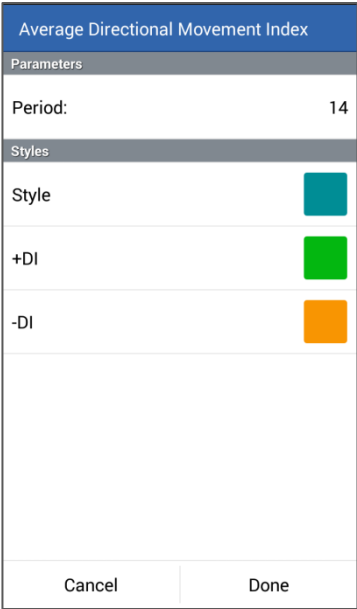 Average Directional Movement Index
Parameters
Period: 14
Styles
Style
+DI
-DI
Cancel Done